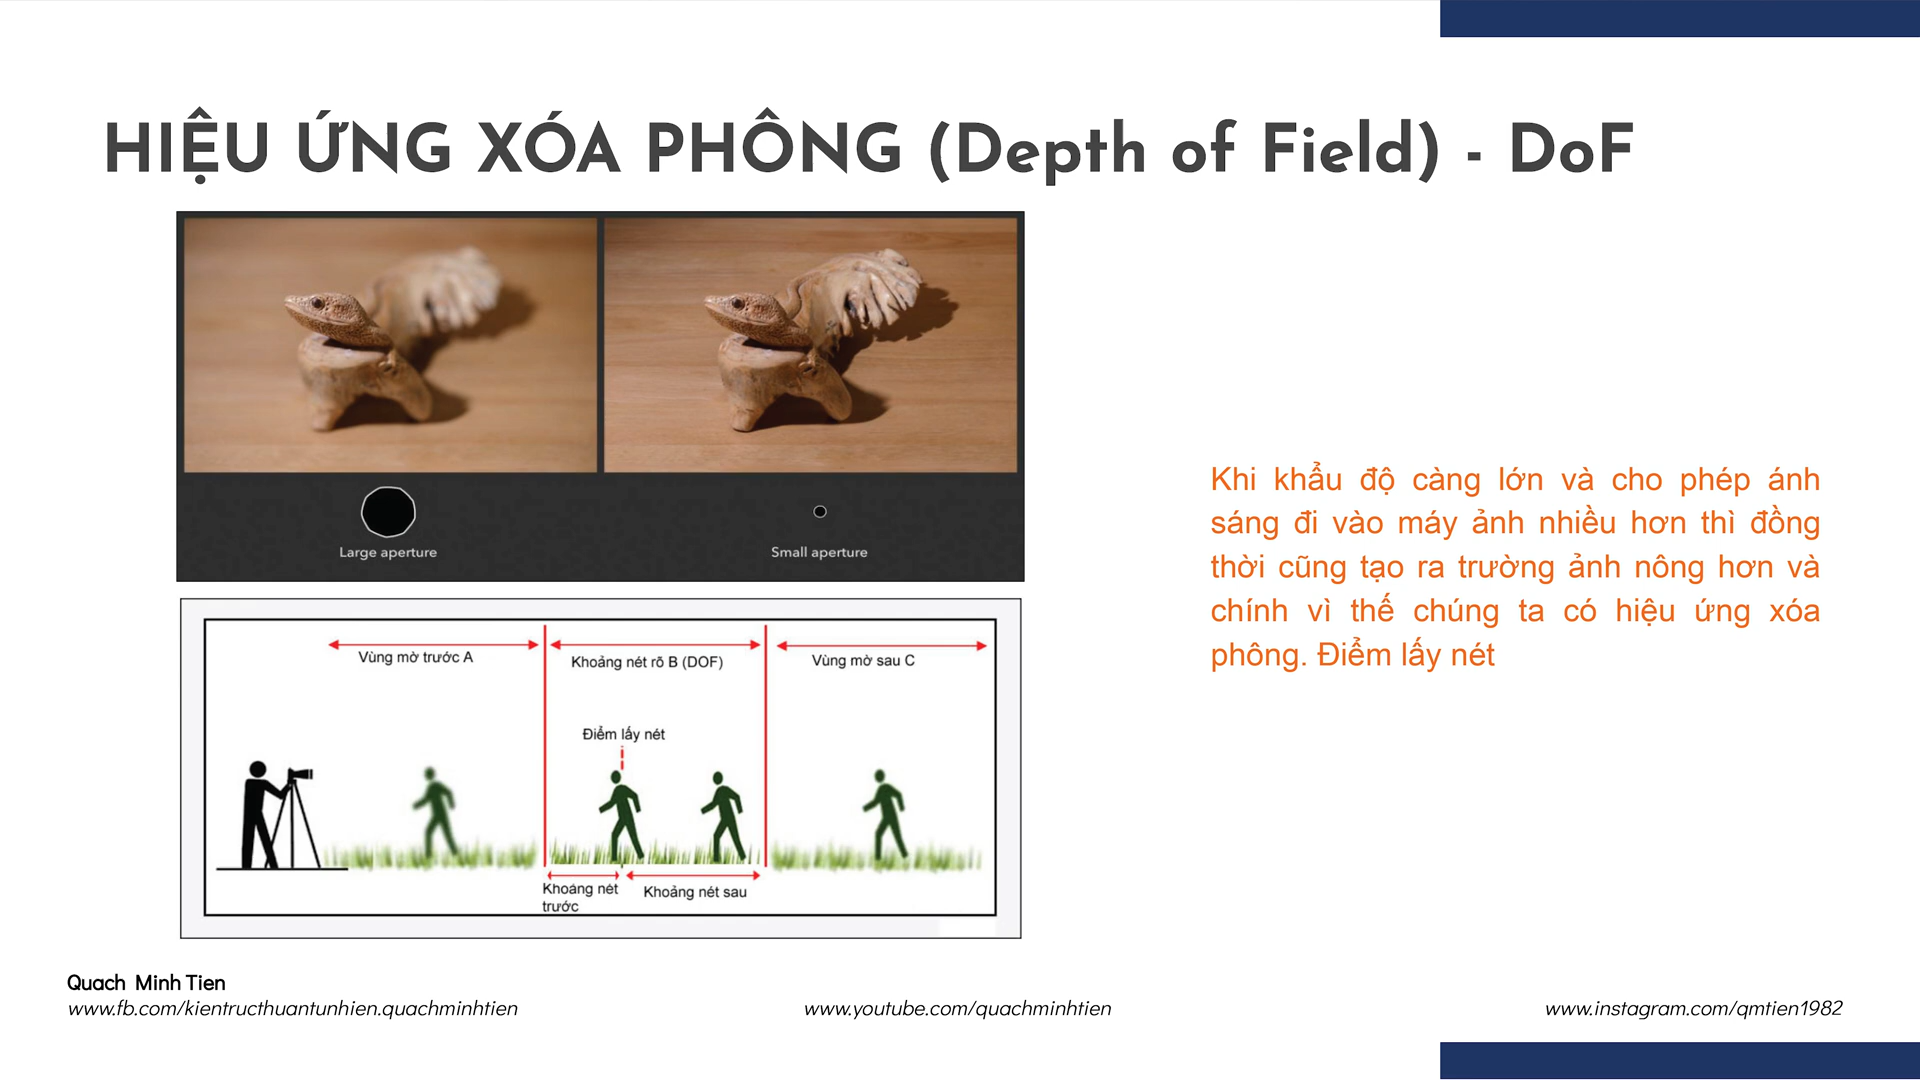 HIỆU ỨNG XÓA PHÔNG (Depth of Field) - DoF
Large aperture
Small aperture
Khi khẩu độ càng lớn và cho phép ánh
sáng đi vào máy ảnh nhiều hơn thì đồng
thời cũng tạo ra trường ảnh nông hơn và
chính vì thế chúng ta có hiệu ứng xóa
phông. Điểm lấy nét
Vùng mờ trước A
Khoảng nét rõ B (DOF)
Vùng mờ sau C
Điểm lấy nét
Khoảng nét
trước
Khoảng nét sau
Quach Minh Tien
www.fb.com/kientructhuantunhien.quachminhtien
www.youtube.com/quachminhtien
www.instagram.com/qmtien1982